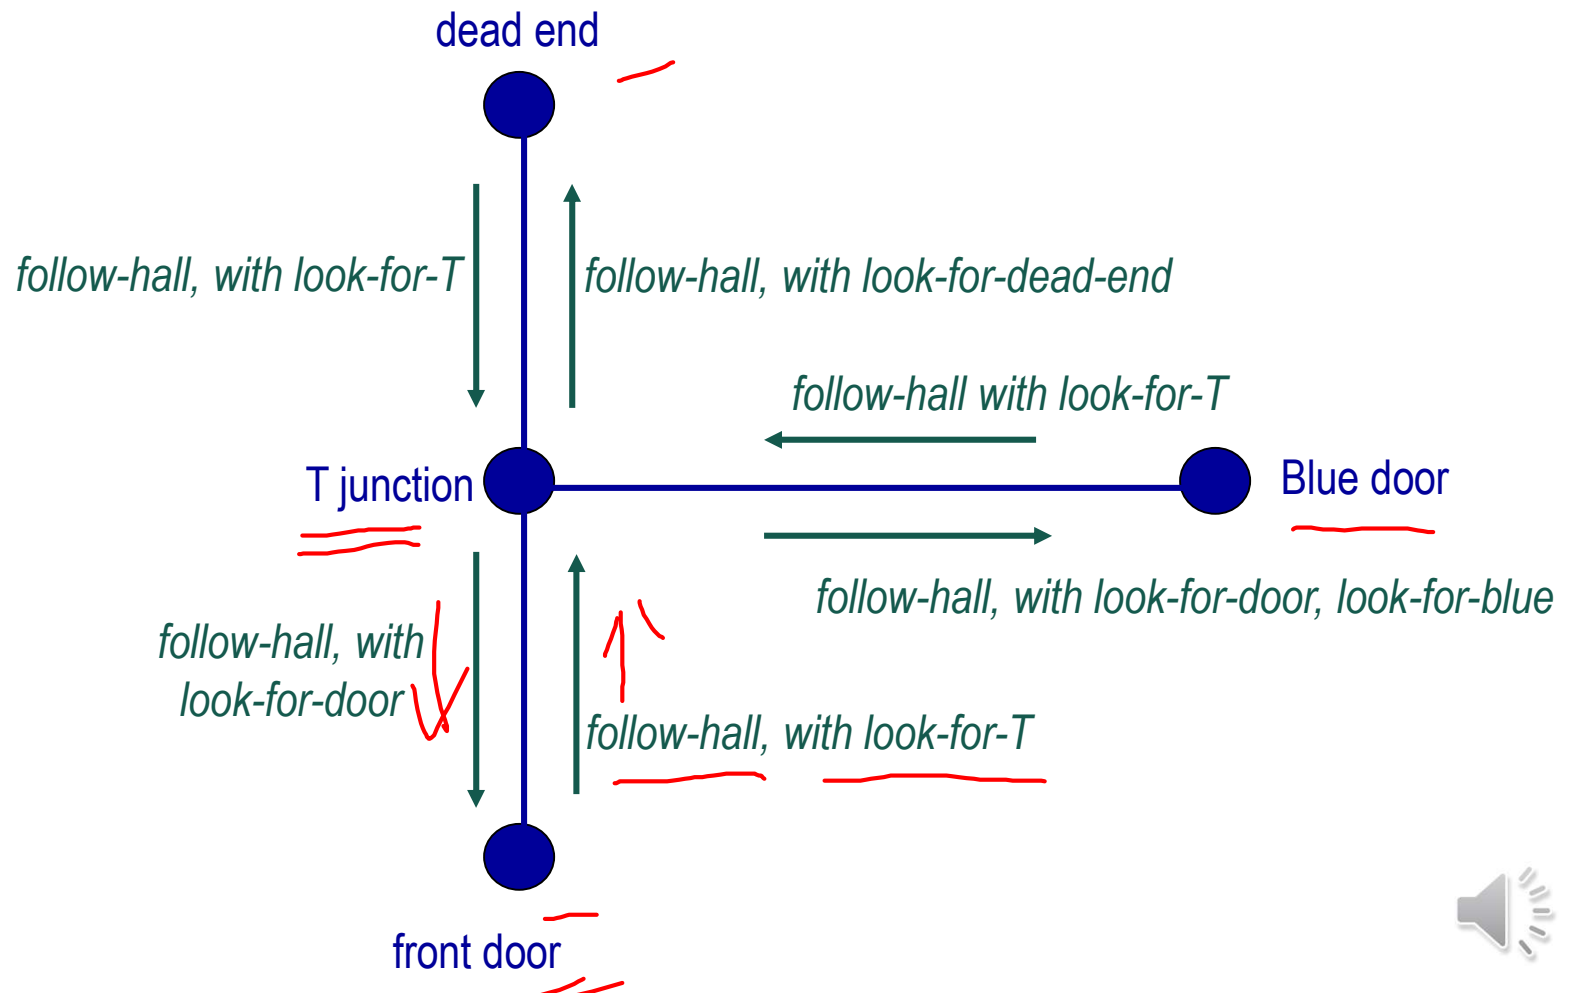 dead end
follow-hall, with look-for-T
follow-hall, with look-for-dead-end
follow-hall with look-for-T
T junction
Blue door
follow-hall, with look-for-door, look-for-blue
follow-hall, with
look-for-door
follow-hall, with look-for-T
front door